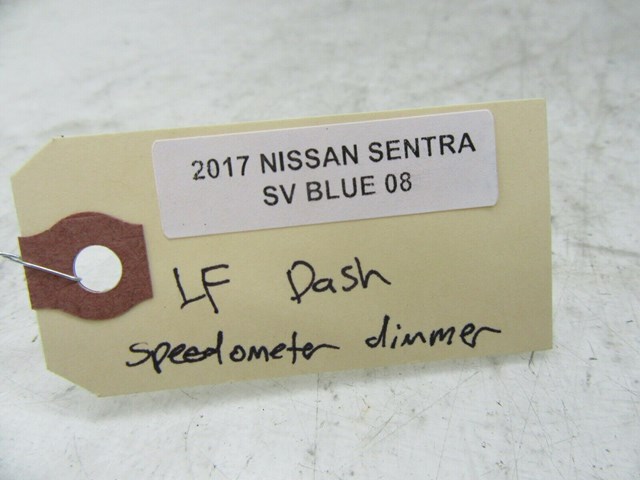 2017 NISSAN SENTRA
SV BLUE 08
LF Dash
speedometer dimmer